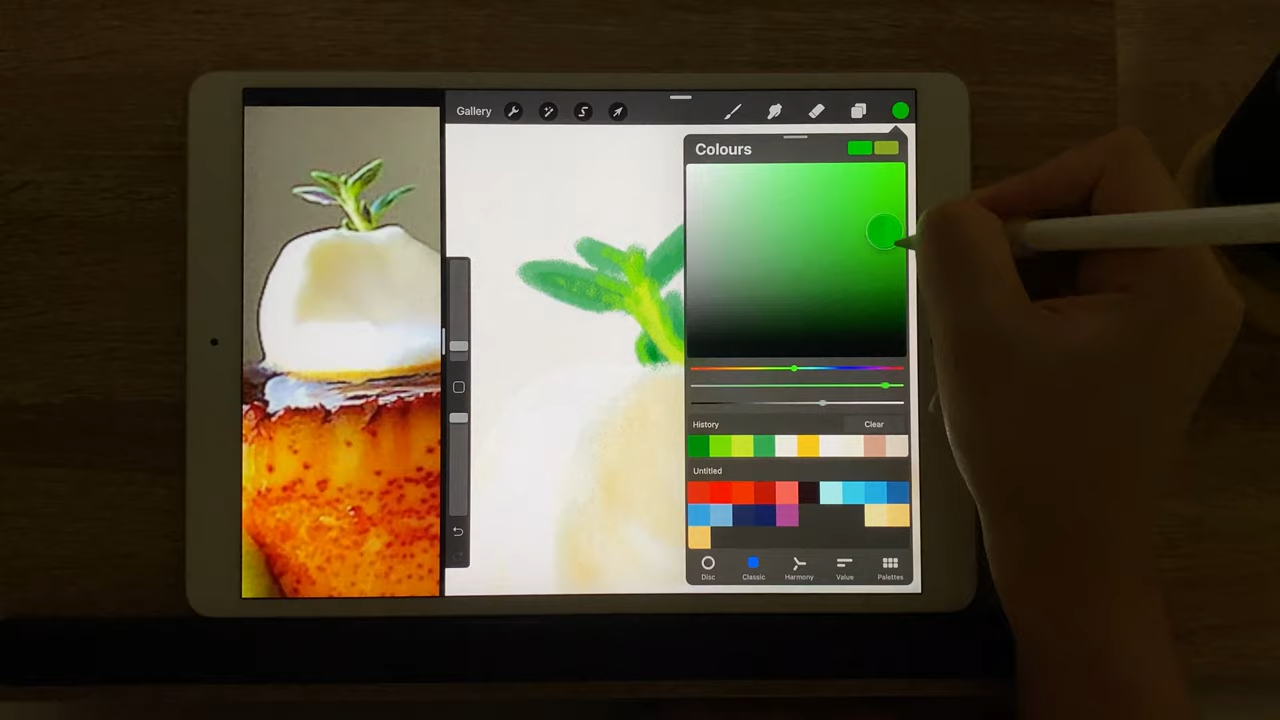 Gallery
Colours
History
Clear
Untitled
Disc
Classic
Harmony
Value
Palettes